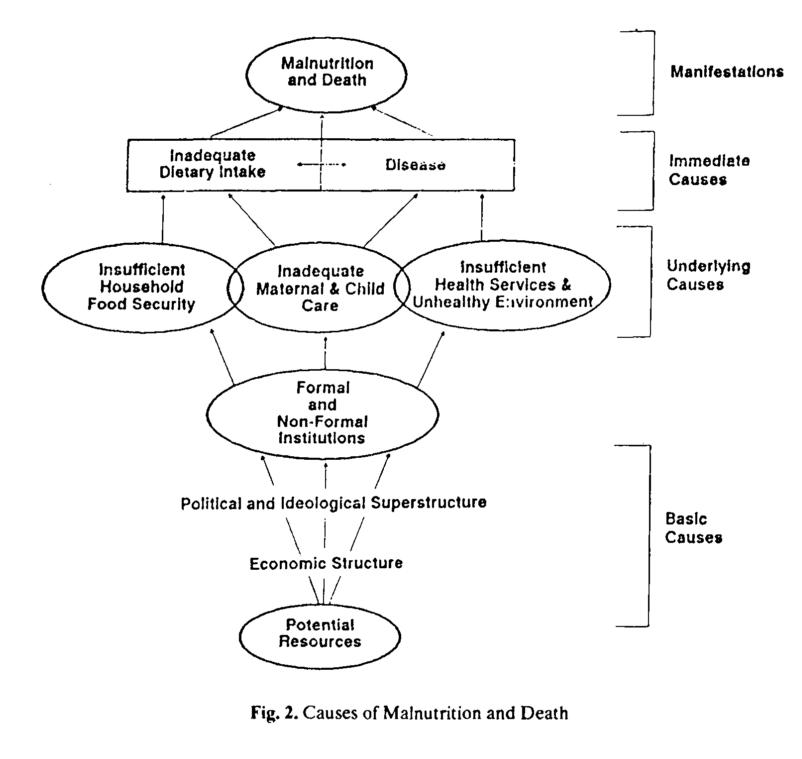 Malnutrition
and Death
Manifestations
Inadequate
Dietary Intake
Disease
Immediate
Causes
Insufficient
Household
Food Security
Inadequate
Maternal & Child
Care
Insufficient
Health Services &
Unhealthy Environment
Underlying
Causes
Formal
and
Non-Formal
Institutions
Political and Ideological Superstructure
Economic Structure
Basic
Causes
Potential
Resources
Fig. 2. Causes of Malnutrition and Death